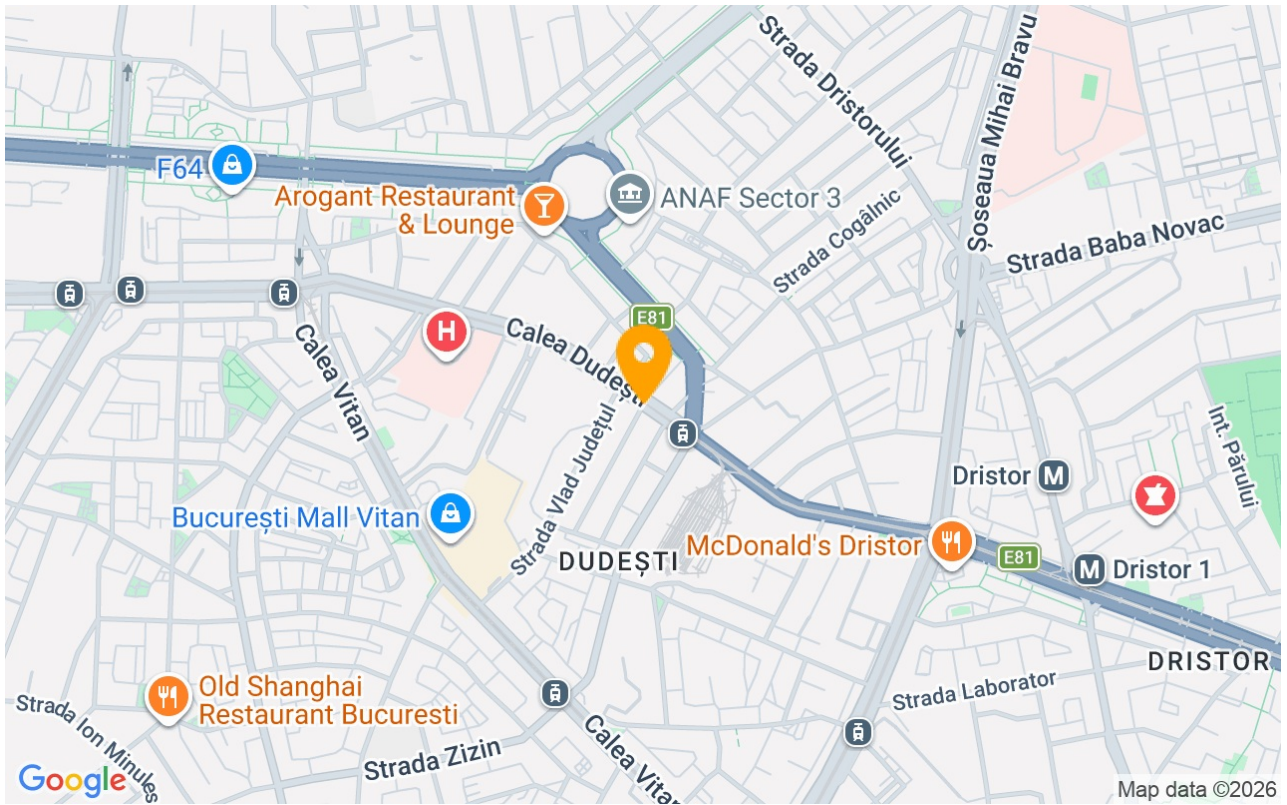 Strada Dristorului
Șoseaua Mihai Bravu
F64
Arogant Restaurant
& Lounge
ANAF Sector 3
Strada Cogâlnic
Strada Baba Novac
E81
H
Calea Dudești
Calea Vitan
Strada Vlad Județul
Int. Pârului
Dristor
M
București Mall Vitan
DUDEȘTI
McDonald's Dristor
E81
M
Dristor 1
DRISTOR
Old Shanghai
Restaurant Bucuresti
Strada Laborator
Strada Ion Minules
Strada Zizin
Calea Vitan
Google
Map data ©2026